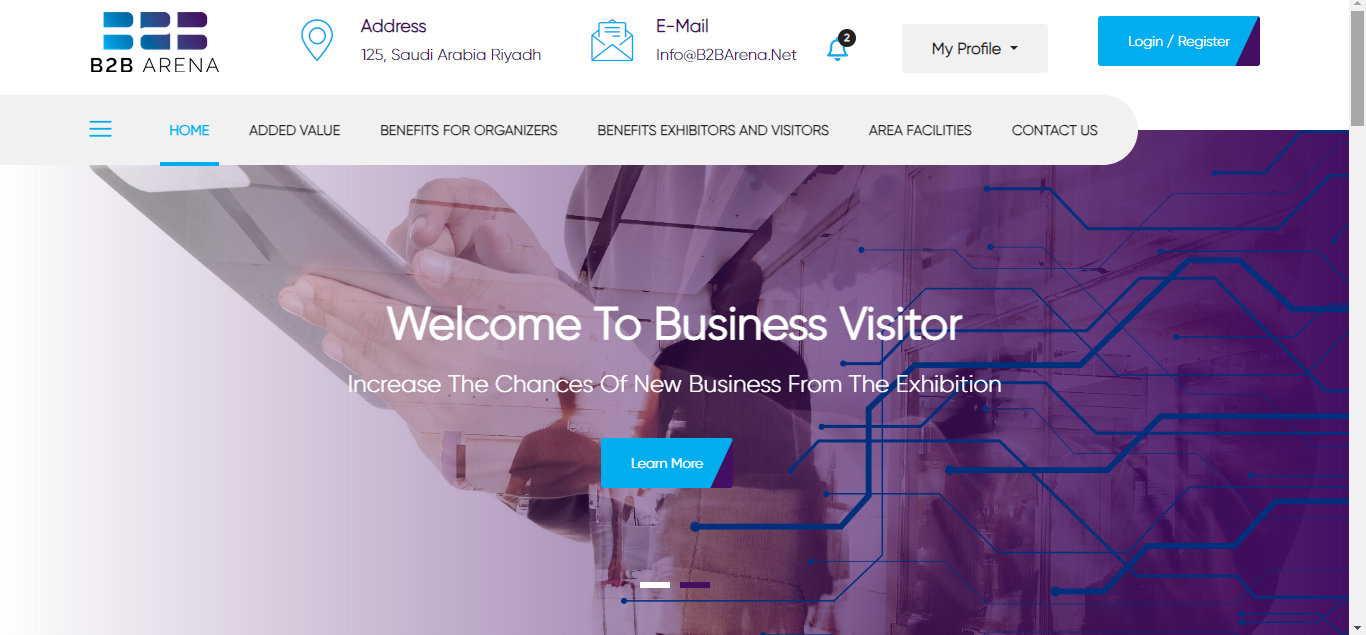 B2B ARENA
Address
125, Saudi Arabia Riyadh
E-Mail
Info@B2BArena.Net
2
My Profile
Login / Register
HOME
ADDED VALUE
BENEFITS FOR ORGANIZERS
BENEFITS EXHIBITORS AND VISITORS
AREA FACILITIES
CONTACT US
Welcome To Business Visitor
Increase The Chances Of New Business From The Exhibition
Learn More